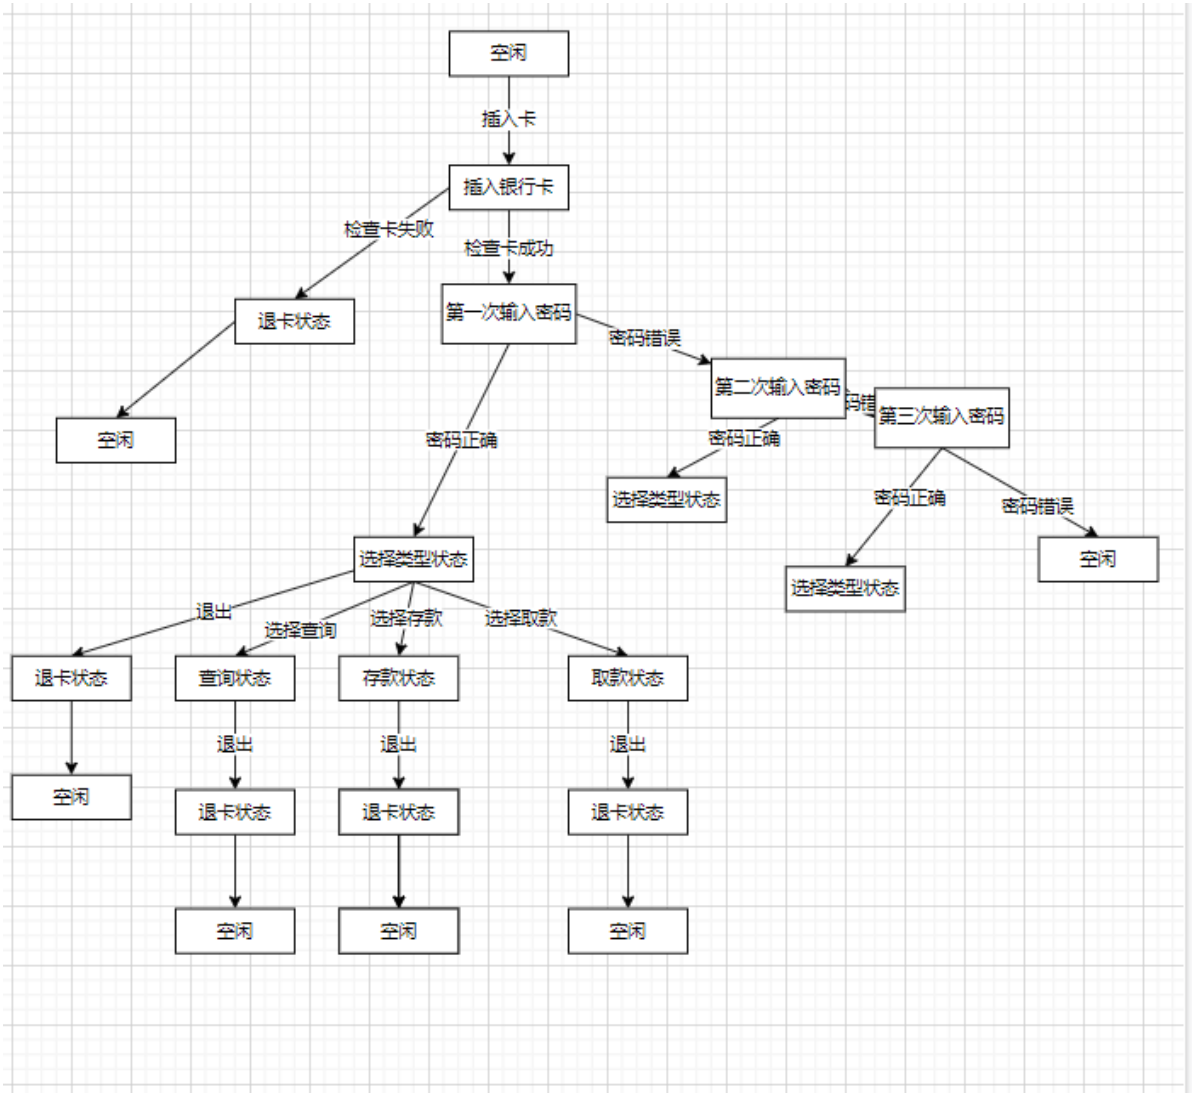 空闲
插入卡
插入银行卡
检查卡失败
检查卡成功
退卡状态
第一次输入密码
密码错误
空闲
第二次输入密码
码错
第三次输入密码
密码正确
密码正确
选择类型状态
密码正确
密码错误
选择类型状态
空闲
选择类型状态
退出
选择查询
选择存款
选择取款
退卡状态
查询状态
存款状态
取款状态
退出
退出
退出
空闲
退卡状态
退卡状态
退卡状态
空闲
空闲
空闲